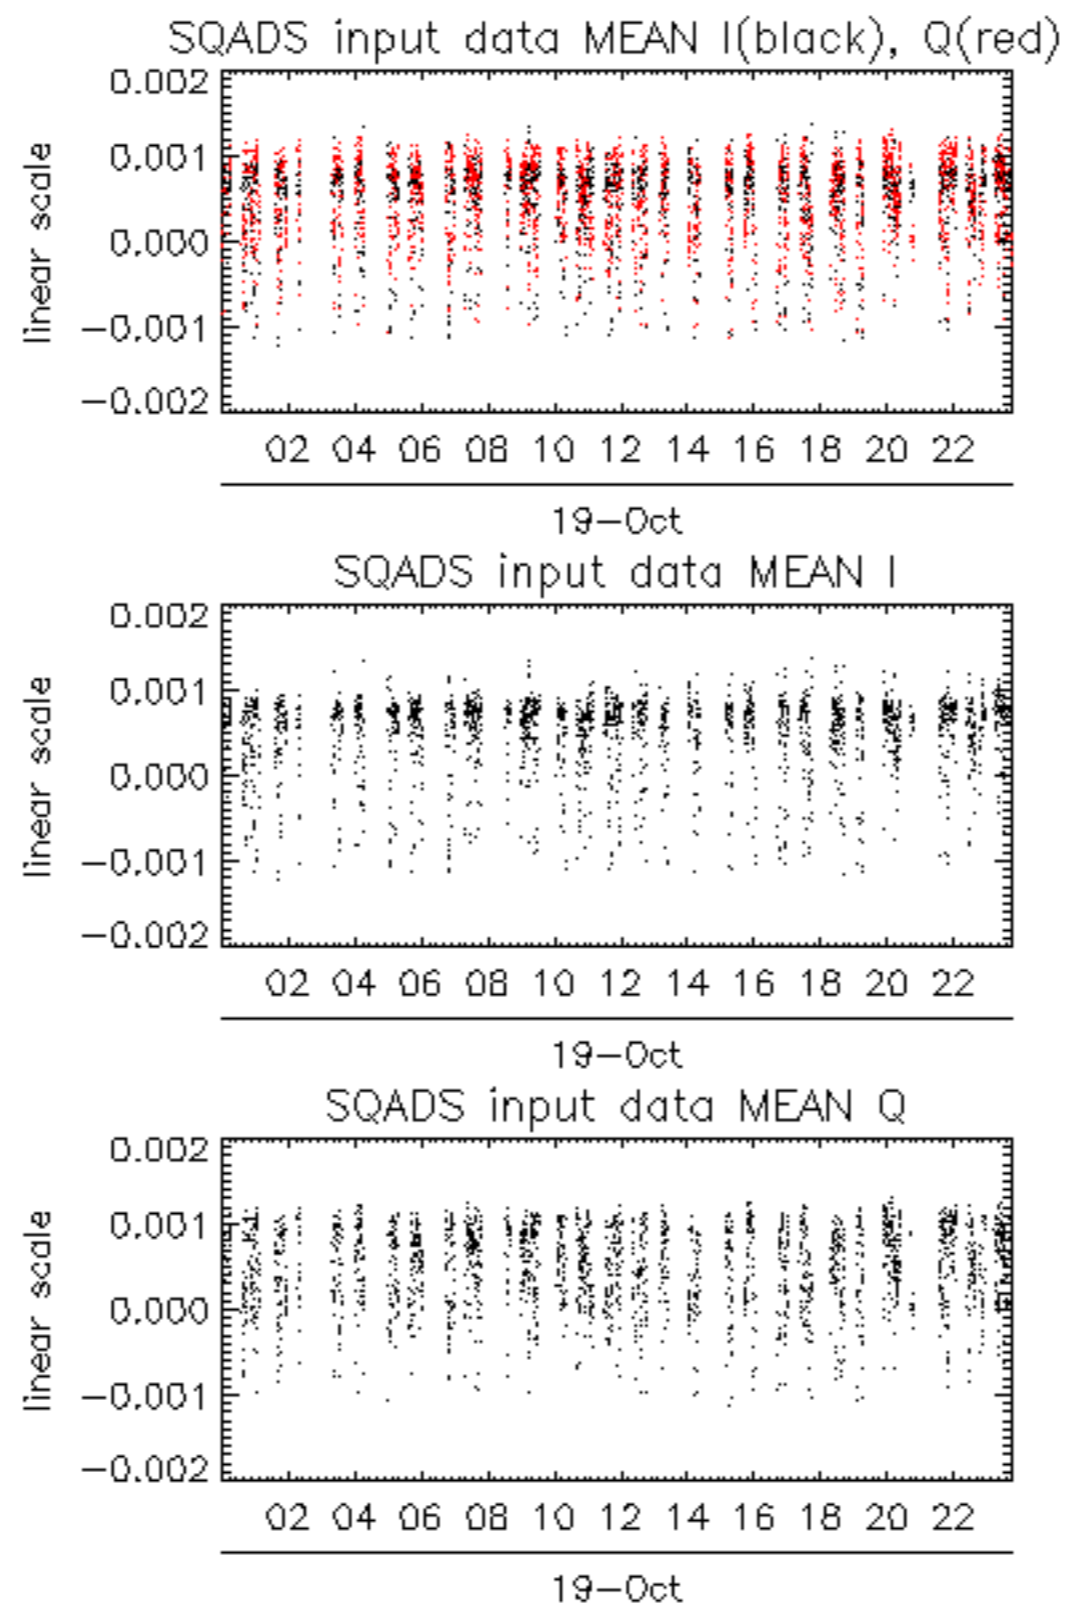 SQADS input data MEAN I(black), Q(red)
0.002
0.001
0.000
−0.001
−0.002
linear scale
02 04 06 08 10 12 14 16 18 20 22
19−Oct
SQADS input data MEAN I
0.002
0.001
0.000
−0.001
−0.002
linear scale
02 04 06 08 10 12 14 16 18 20 22
19−Oct
SQADS input data MEAN Q
0.002
0.001
0.000
−0.001
−0.002
linear scale
02 04 06 08 10 12 14 16 18 20 22
19−Oct